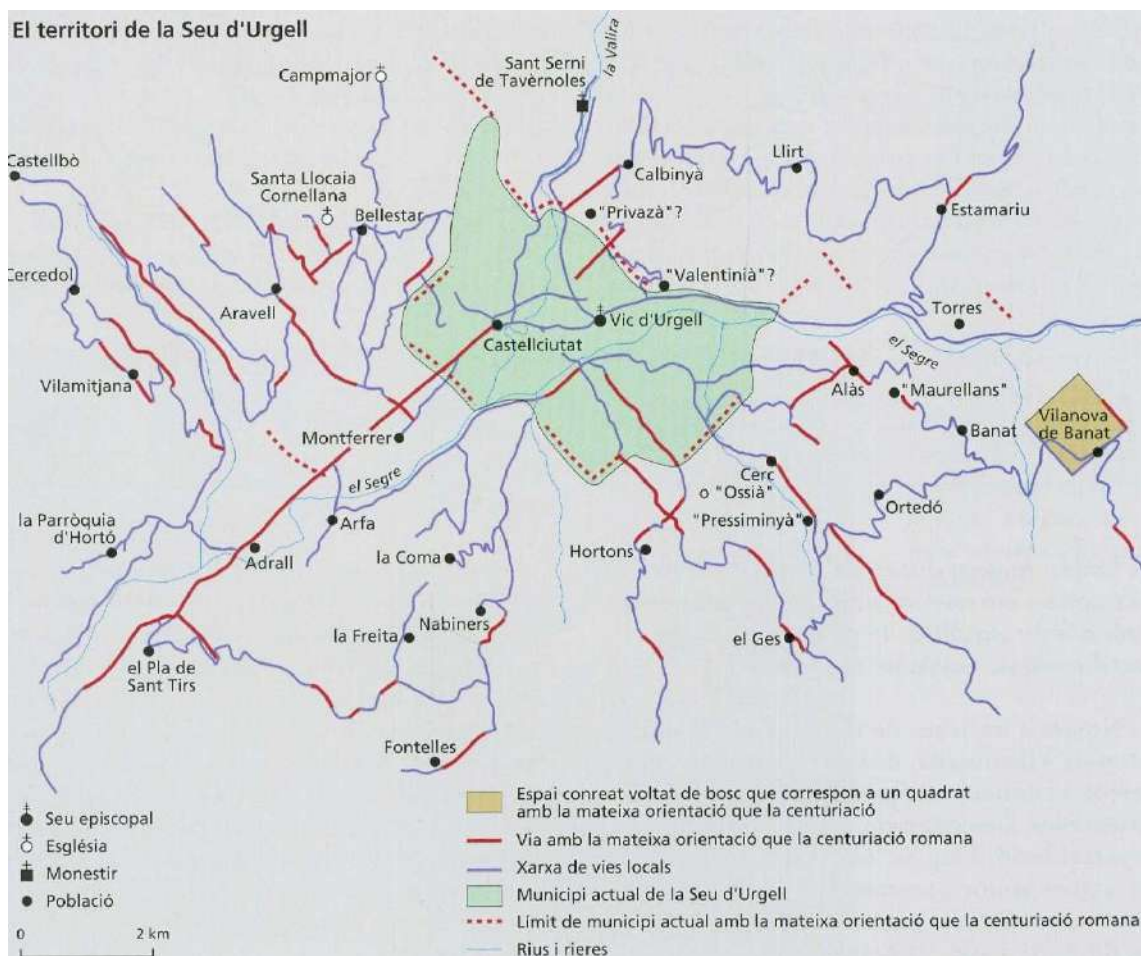 El territori de la Seu d'Urgell
la Valira
Sant Serni
de Tavèrnoles
Campmajor
Castellbò
Santa Llocaia
Cornellana
Bellestar
Calbinyà
Llirt
"Privazà"?
Estamariu
Cercedol
Aravell
"Valentinià"?
Vic d'Urgell
Castellciutat
Torres
el Segre
Vilamitjana
Alàs
"Maurellans"
Montferrer
Banat
Vilanova
de Banat
el Segre
Cerc
o "Ossià"
Ortedó
"Pressiminyà"
la Parròquia
d'Hortó
Arfa
Adrall
la Coma
Hortons
Nabiners
la Freita
el Ges
el Pla de
Sant Tirs
Fontelles
Seu episcopal
Església
Monestir
Població
0 2 km
Espai conreat voltat de bosc que correspon a un quadrat
amb la mateixa orientació que la centuriació
Via amb la mateixa orientació que la centuriació romana
Xarxa de vies locals
Municipi actual de la Seu d'Urgell
Límit de municipi actual amb la mateixa orientació que la centuriació romana
Rius i rieres